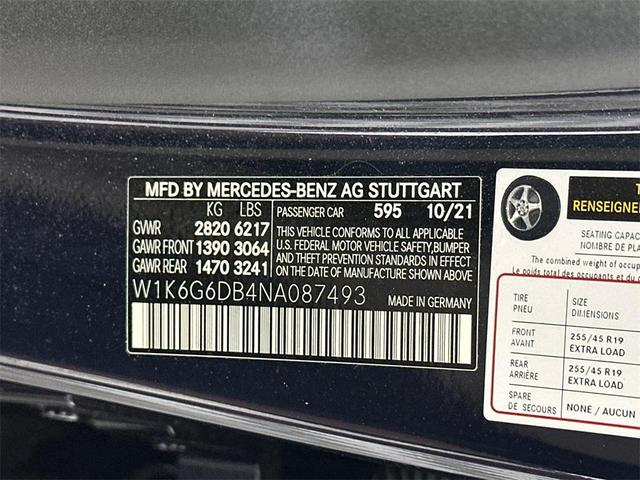 MFD BY MERCEDES-BENZ AG STUTTGART
KG LBS
GVWR 2820 6217
GAWR FRONT 1390 3064
GAWR REAR 1470 3241
PASSENGER CAR 595 10/21
THIS VEHICLE CONFORMS TO ALL APPLICABLE
U.S. FEDERAL MOTOR VEHICLE SAFETY,BUMPER
AND THEFT PREVENTION STANDARDS IN EFFECT ON
THE DATE OF MANUFACTURE SHOWN ABOVE.
W1K6G6DB4NA087493 MADE IN GERMANY
SEATING
NOMBRE DE
The combined weight of
Le poids total des occupants et du
TIRE
PNEU
SIZE
DIMENSIONS
FRONT
AVANT
255/45 R19
EXTRA LOAD
REAR
ARRIÈRE
255/45 R19
EXTRA LOAD
SPARE
DE SECOURS
NONE / AUCUN